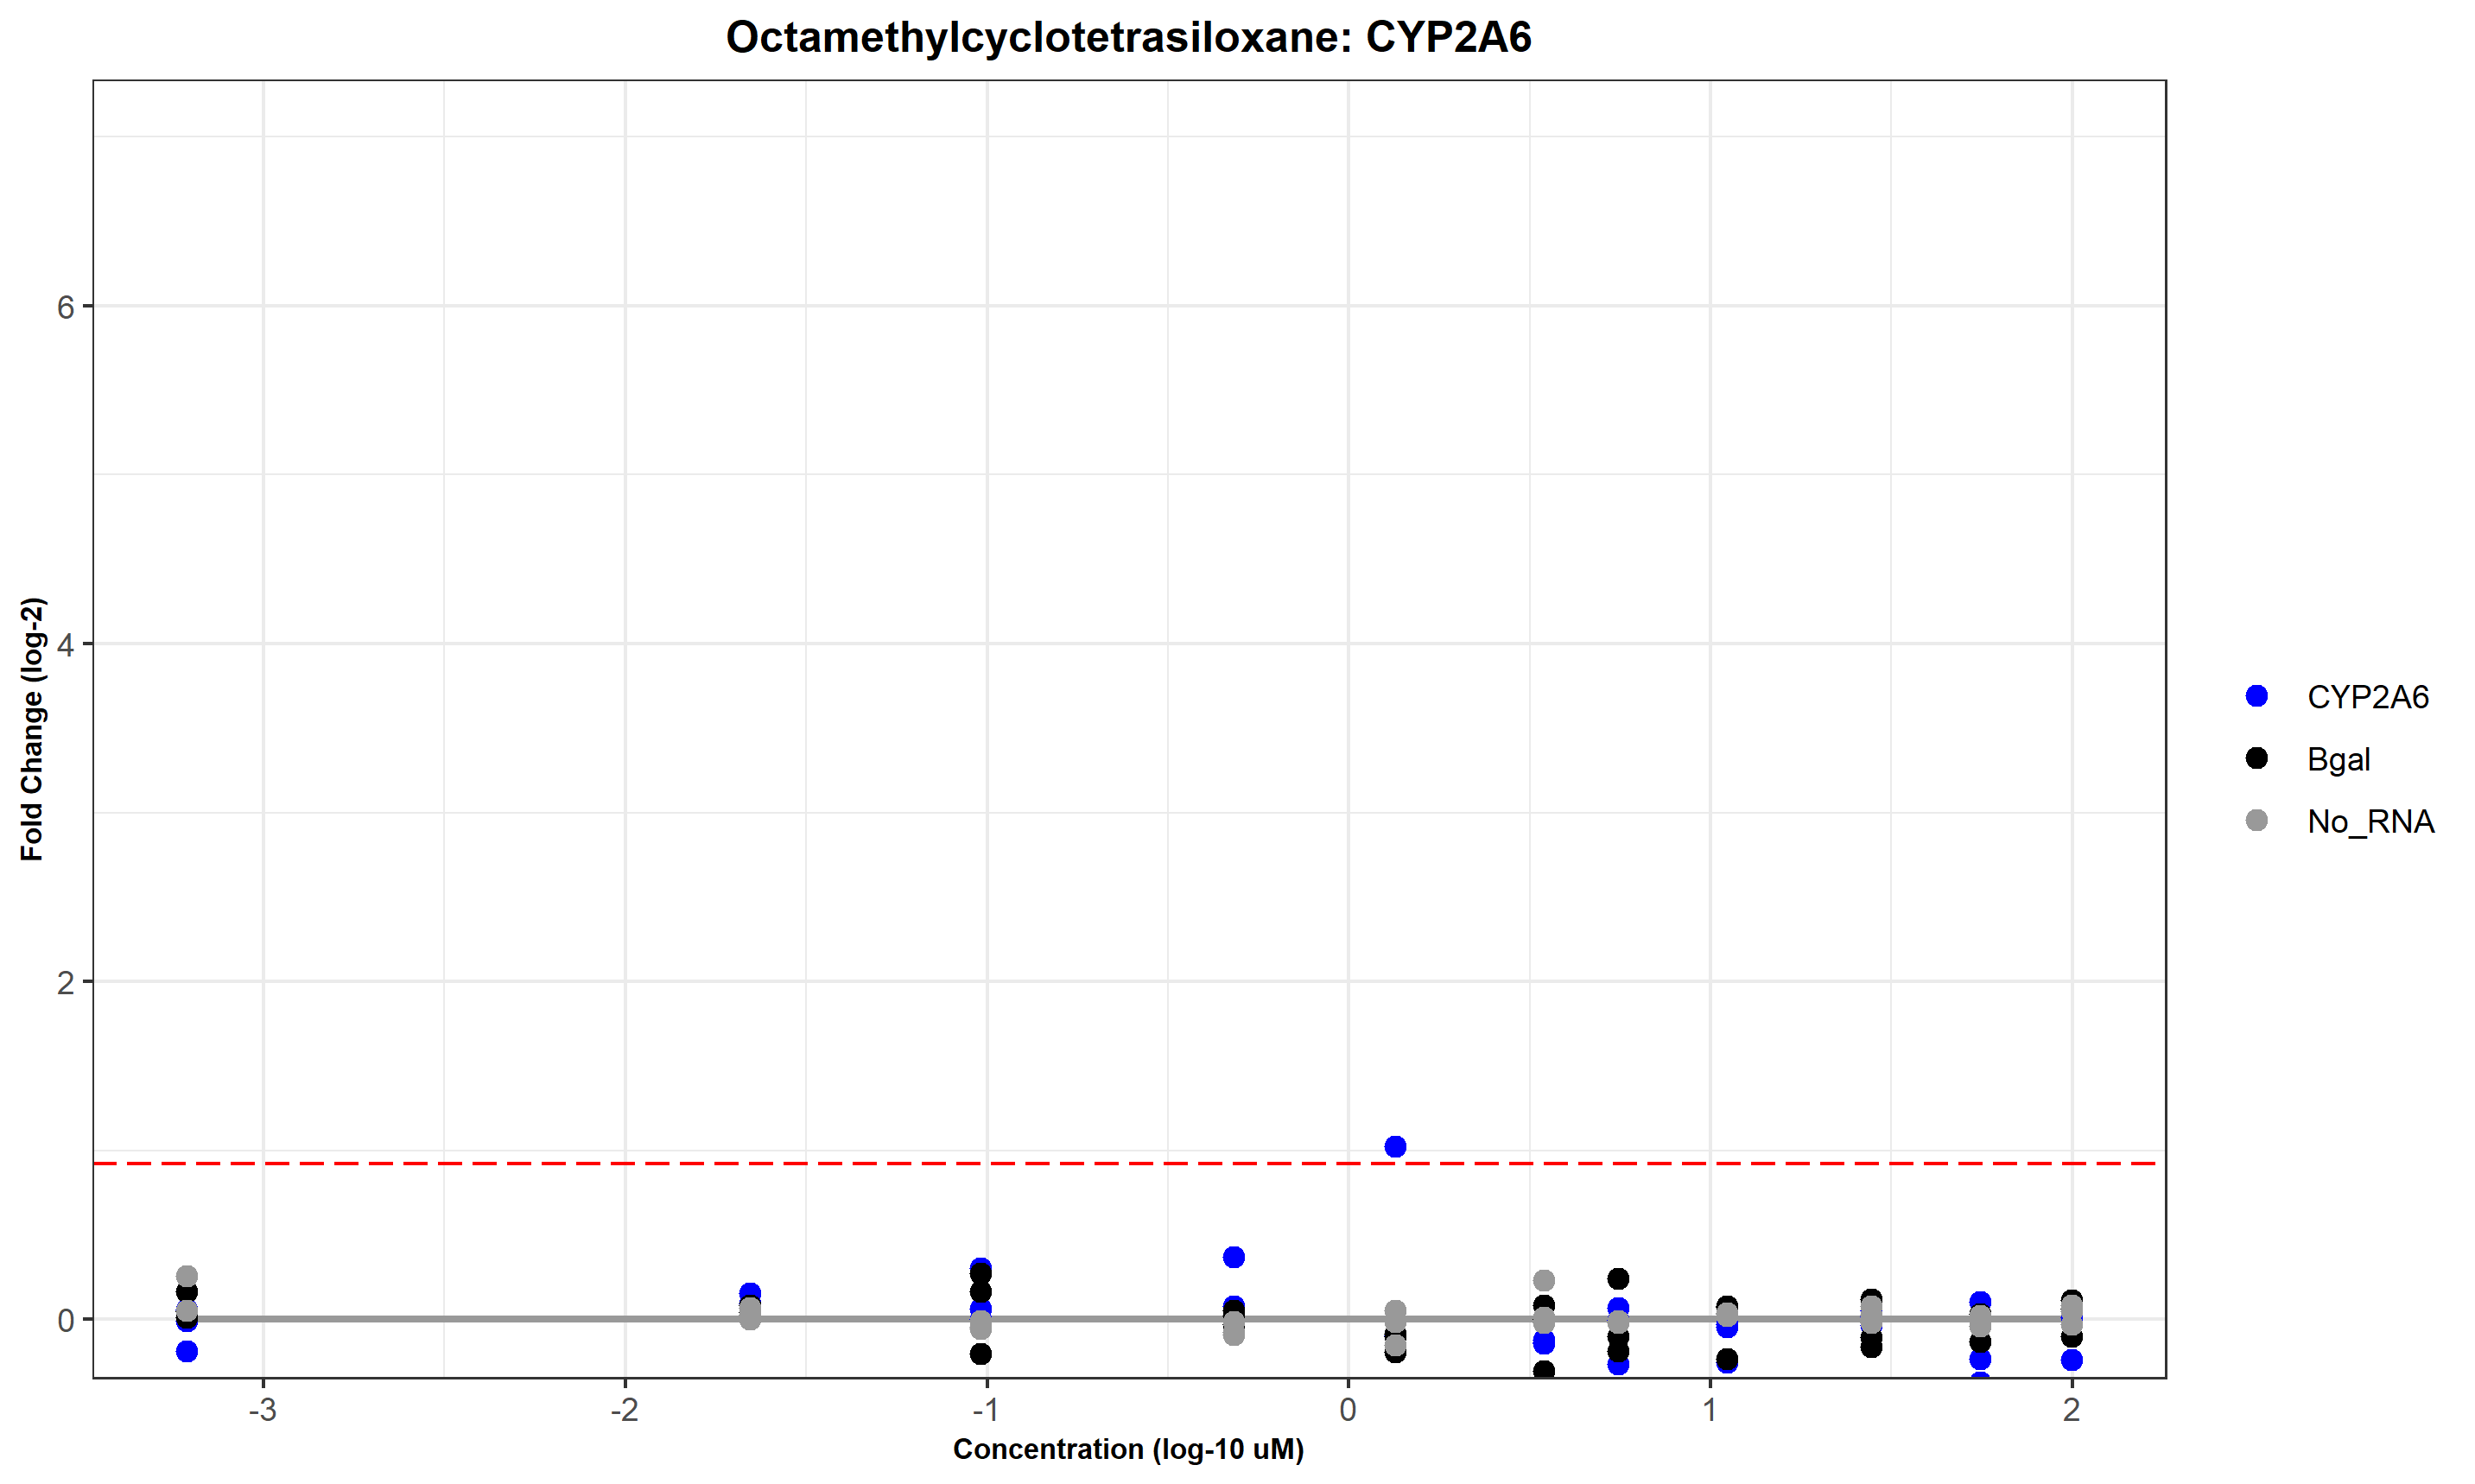 Octamethylcyclotetrasiloxane: CYP2A6
Fold Change (log-2)
6
4
2
0
-3
-2
-1
0
1
2
Concentration (log-10 uM)
CYP2A6
Bgal
No_RNA